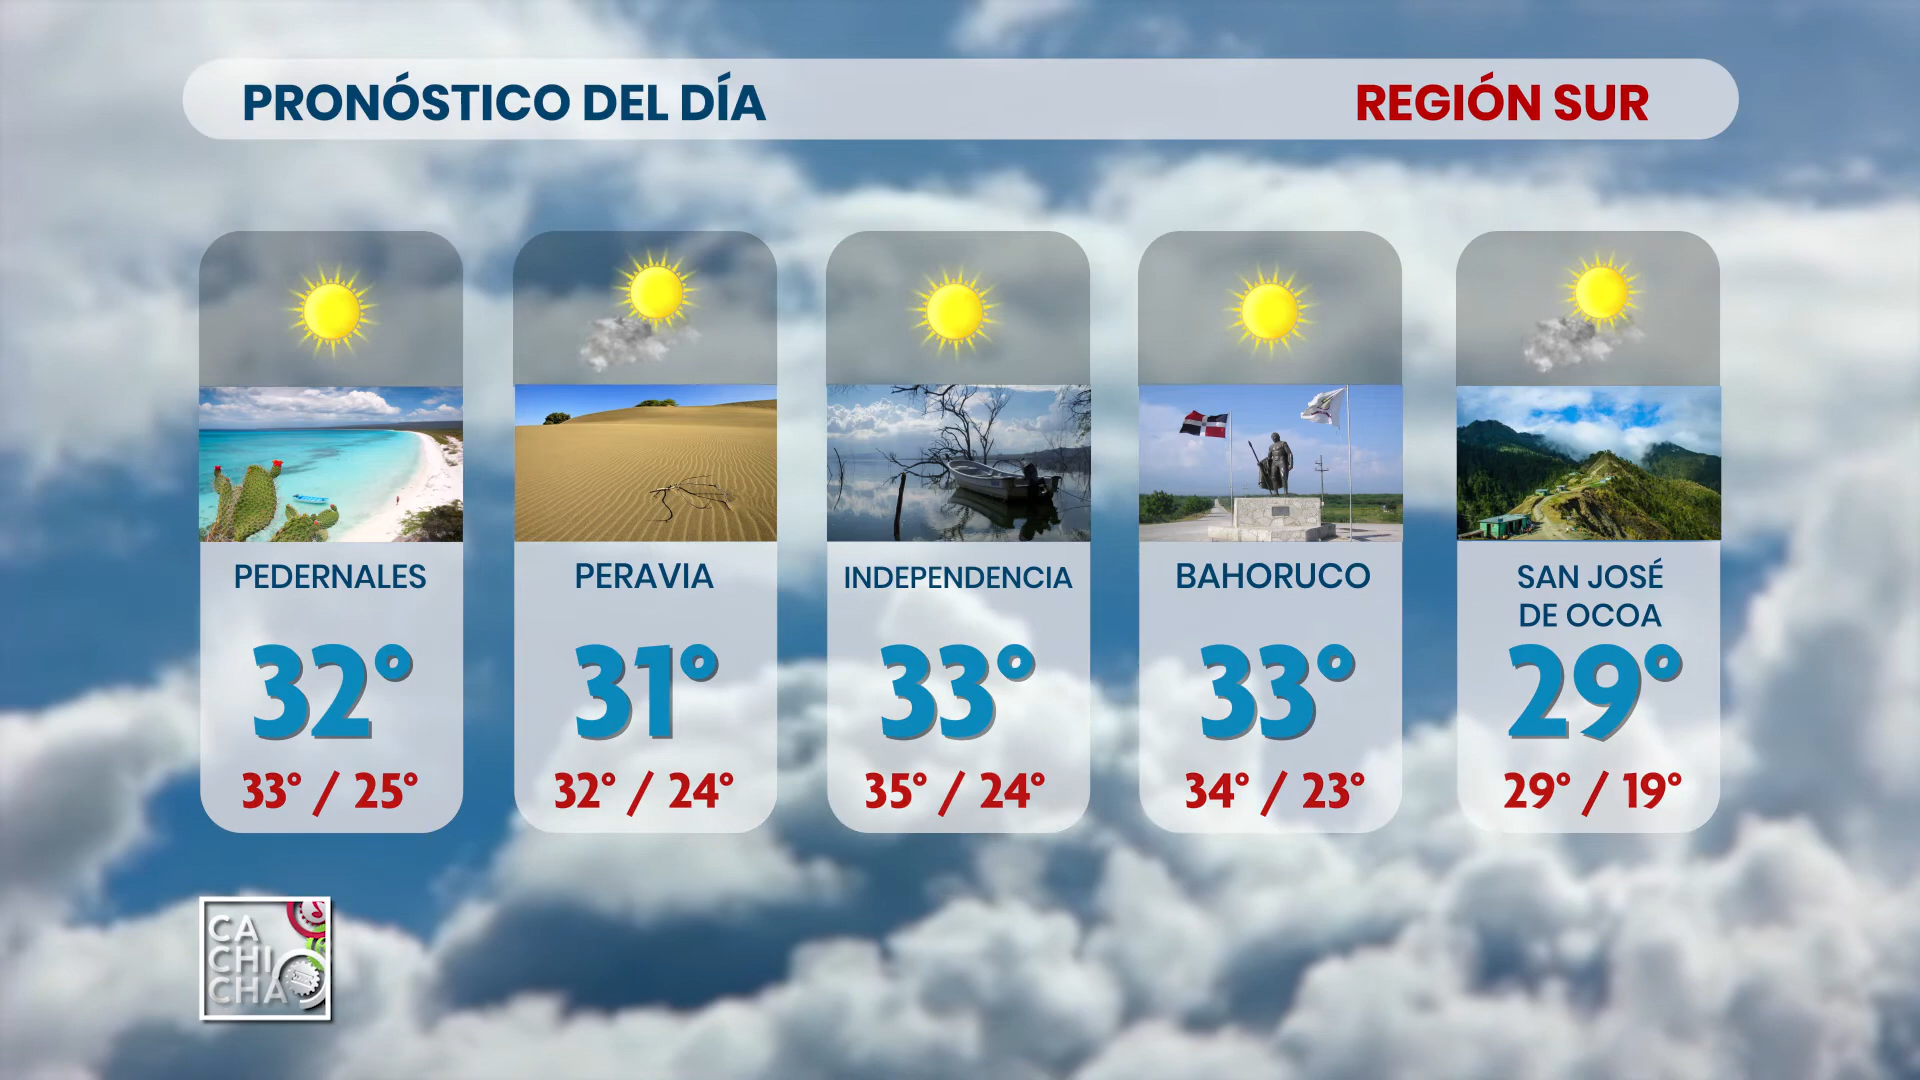 PRONÓSTICO DEL DÍA
REGIÓN SUR
PEDERNALES
32°
33° / 25°
PERAVIA
31°
32° / 24°
INDEPENDENCIA
33°
35° / 24°
BAHORUCO
33°
34° / 23°
SAN JOSÉ
DE OCOA
29°
29° / 19°
CA
CHI
CHA